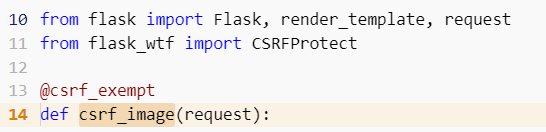 10 from flask import Flask, render_template, request
11 from flask_wtf import CSRFProtect
12
13 @csrf_exempt
14 def csrf_image(request):